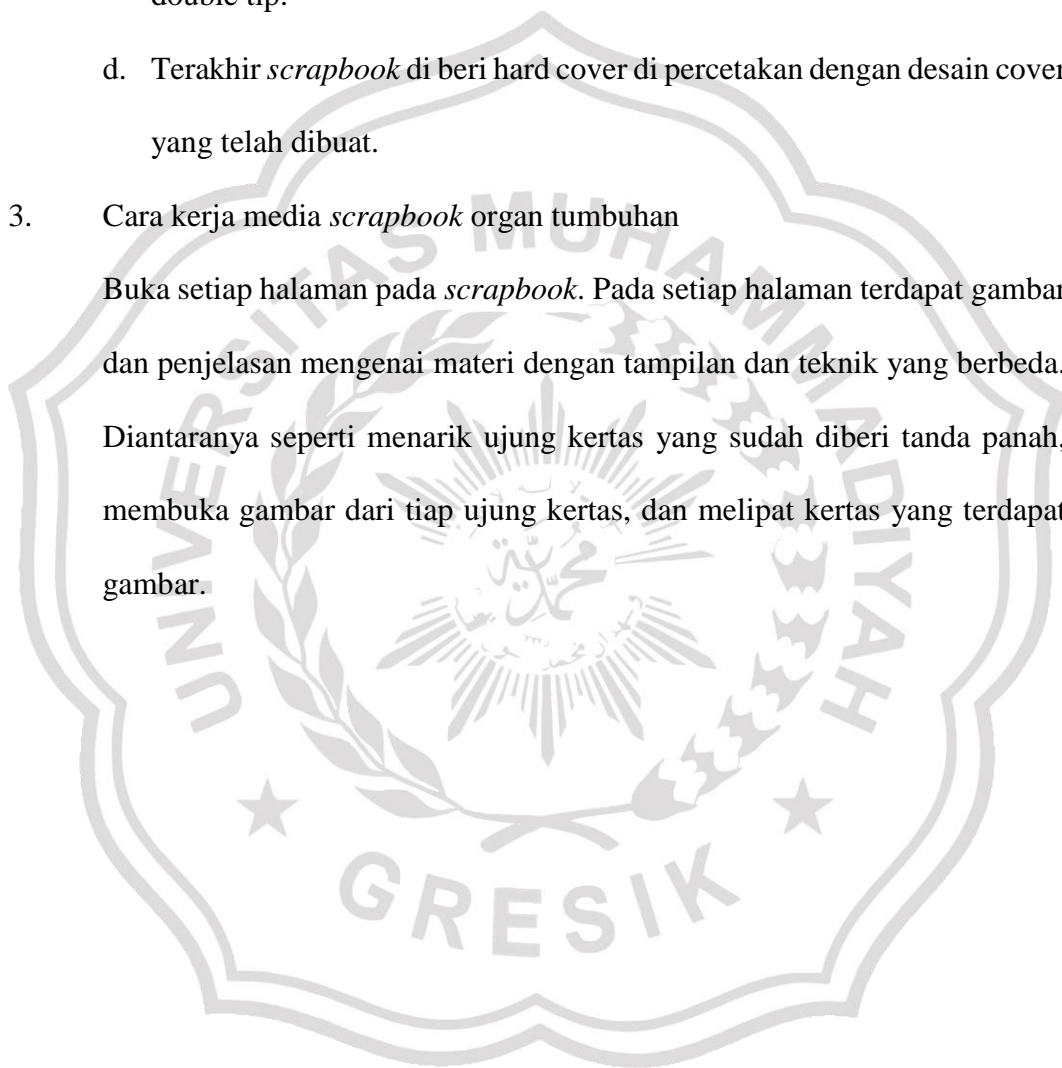 double tip.
d. Terakhir scrapbook di beri hard cover di percetakan dengan desain cover
yang telah dibuat.
3. Cara kerja media scrapbook organ tumbuhan
Buka setiap halaman pada scrapbook. Pada setiap halaman terdapat gambar
dan penjelasan mengenai materi dengan tampilan dan teknik yang berbeda.
Diantaranya seperti menarik ujung kertas yang sudah diberi tanda panah,
membuka gambar dari tiap ujung kertas, dan melipat kertas yang terdapat
gambar.
UNIVERSITAS MUHAMMADIYAH
GRESIK